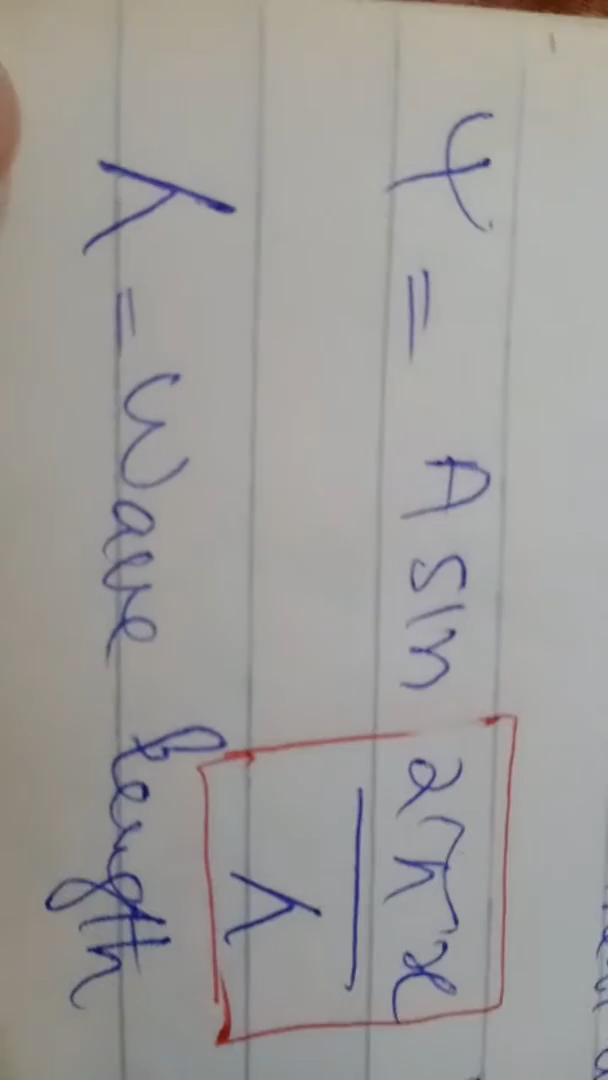 ψ = A sin 2πx
λ
λ = Wave length